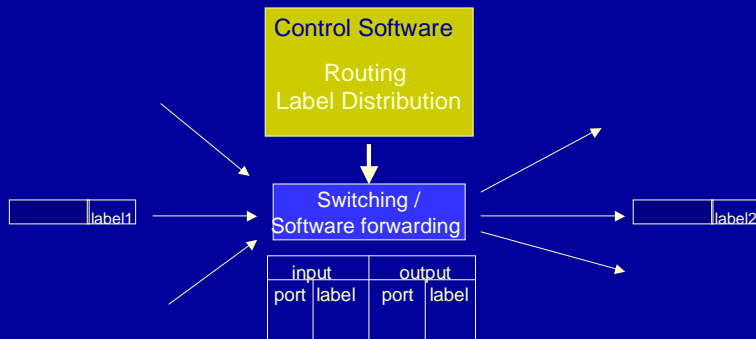 Control Software
Routing
Label Distribution
Switching /
Software forwarding
label1
label2
input output
port label port label